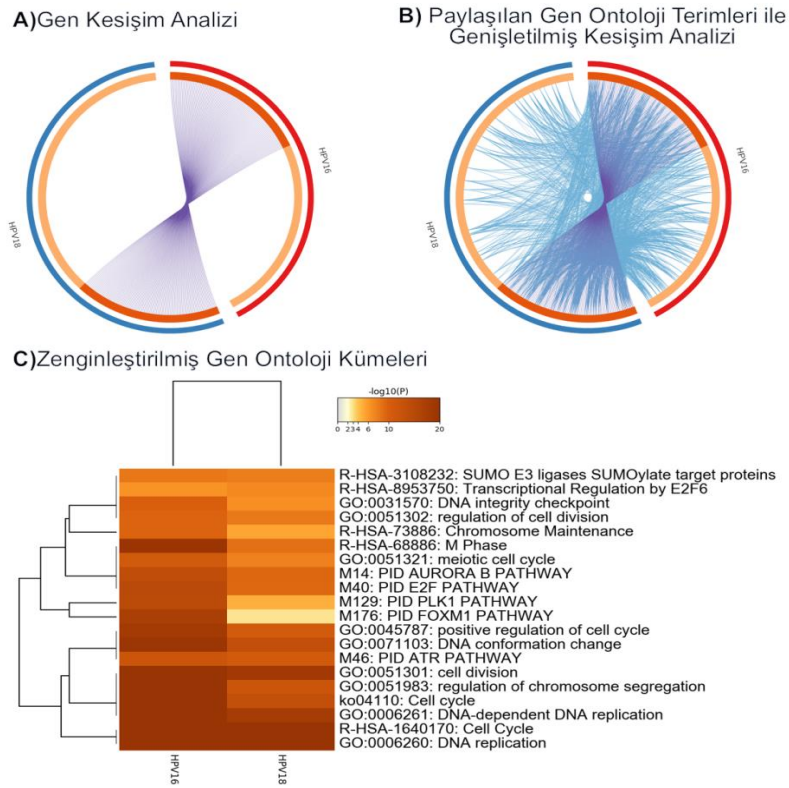 A)Gen Kesişim Analizi
B) Paylaşılan Gen Ontoloji Terimleri ile
Genişletilmiş Kesişim Analizi
HPV16
HPV18
HPV16
HPV18
C)Zenginleştirilmiş Gen Ontoloji Kümeleri
-log10(P)
0 2 3 4 6 10 20
R-HSA-3108232: SUMO E3 ligases SUMOylate target proteins
R-HSA-8953750: Transcriptional Regulation by E2F6
GO:0031570: DNA integrity checkpoint
GO:0051302: regulation of cell division
R-HSA-73886: Chromosome Maintenance
R-HSA-68886: M Phase
GO:0051321: meiotic cell cycle
M14: PID AURORA B PATHWAY
M40: PID E2F PATHWAY
M129: PID PLK1 PATHWAY
M176: PID FOXM1 PATHWAY
GO:0045787: positive regulation of cell cycle
GO:0071103: DNA conformation change
M46: PID ATR PATHWAY
GO:0051301: cell division
GO:0051983: regulation of chromosome segregation
ko04110: Cell cycle
GO:0006261: DNA-dependent DNA replication
R-HSA-1640170: Cell Cycle
GO:0006260: DNA replication
HPV16
HPV18